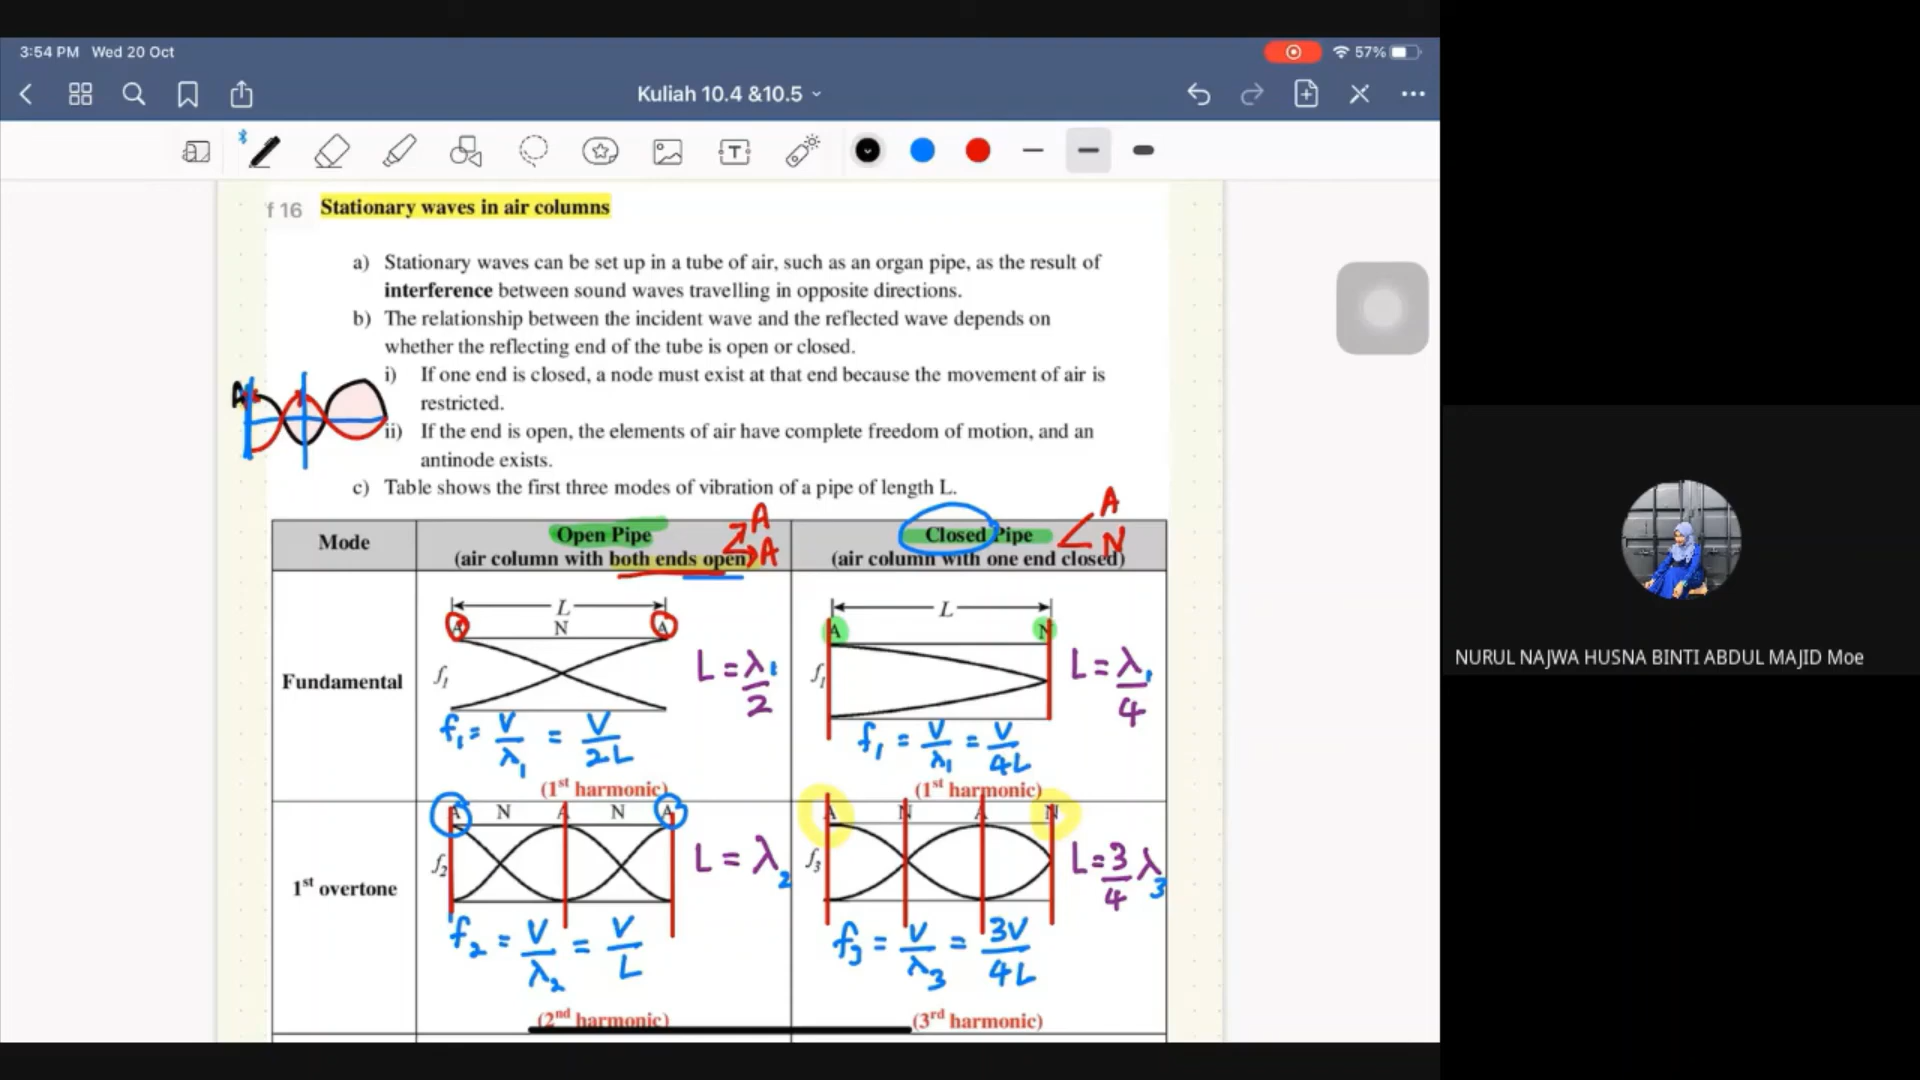 3:54 PM Wed 20 Oct
57%
Kuliah 10.4 &10.5
f 16
Stationary waves in air columns
a) Stationary waves can be set up in a tube of air, such as an organ pipe, as the result of
interference between sound waves travelling in opposite directions.
b) The relationship between the incident wave and the reflected wave depends on
whether the reflecting end of the tube is open or closed.
i) If one end is closed, a node must exist at that end because the movement of air is
restricted.
A
ii) If the end is open, the elements of air have complete freedom of motion, and an
antinode exists.
c) Table shows the first three modes of vibration of a pipe of length L.
Mode
Open Pipe
(air column with both ends open)
A
A
Closed Pipe
(air column with one end closed)
A
N
Fundamental
L
A N A
f₁
L = λ₁/2
f₁ = V/λ₁ = V/2L
(1st harmonic)
L
A N
f₁
L = λ₁/4
f₁ = V/λ₁ = V/4L
(1st harmonic)
1st overtone
A N A N A
f₂
L = λ₂
f₂ = V/λ₂ = V/L
(2nd harmonic)
A N A N
f₃
L = 3/4 λ₃
f₃ = V/λ₃ = 3V/4L
(3rd harmonic)
NURUL NAJWA HUSNA BINTI ABDUL MAJID Moe